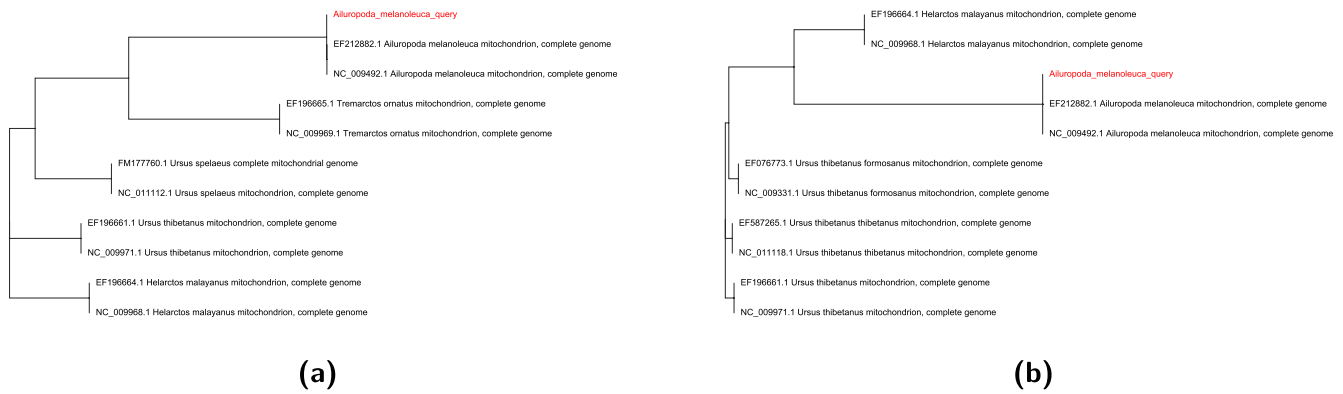 Ailuropoda_melanoleuca_query
EF212882.1 Ailuropoda melanoleuca mitochondrion, complete genome
NC_009492.1 Ailuropoda melanoleuca mitochondrion, complete genome
EF196665.1 Tremarctos ornatus mitochondrion, complete genome
NC_009969.1 Tremarctos ornatus mitochondrion, complete genome
FM177760.1 Ursus spelaeus complete mitochondrial genome
NC_011112.1 Ursus spelaeus mitochondrion, complete genome
EF196661.1 Ursus thibetanus mitochondrion, complete genome
NC_009971.1 Ursus thibetanus mitochondrion, complete genome
EF196664.1 Helarctos malayanus mitochondrion, complete genome
NC_009968.1 Helarctos malayanus mitochondrion, complete genome
(a)
EF196664.1 Helarctos malayanus mitochondrion, complete genome
NC_009968.1 Helarctos malayanus mitochondrion, complete genome
Ailuropoda_melanoleuca_query
EF212882.1 Ailuropoda melanoleuca mitochondrion, complete genome
NC_009492.1 Ailuropoda melanoleuca mitochondrion, complete genome
EF076773.1 Ursus thibetanus formosanus mitochondrion, complete genome
NC_009331.1 Ursus thibetanus formosanus mitochondrion, complete genome
EF587265.1 Ursus thibetanus thibetanus mitochondrion, complete genome
NC_011118.1 Ursus thibetanus thibetanus mitochondrion, complete genome
EF196661.1 Ursus thibetanus mitochondrion, complete genome
NC_009971.1 Ursus thibetanus mitochondrion, complete genome
(b)